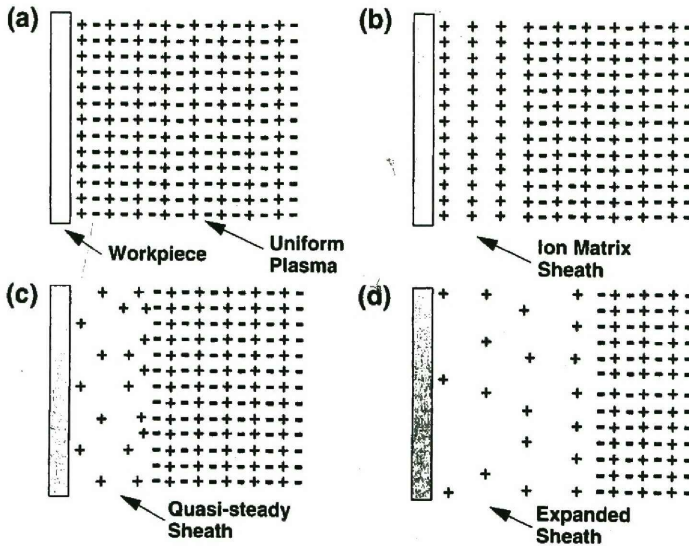 (a)
(b)
Workpiece
Uniform
Plasma
Ion Matrix
Sheath
(c)
(d)
Quasi-steady
Sheath
Expanded
Sheath